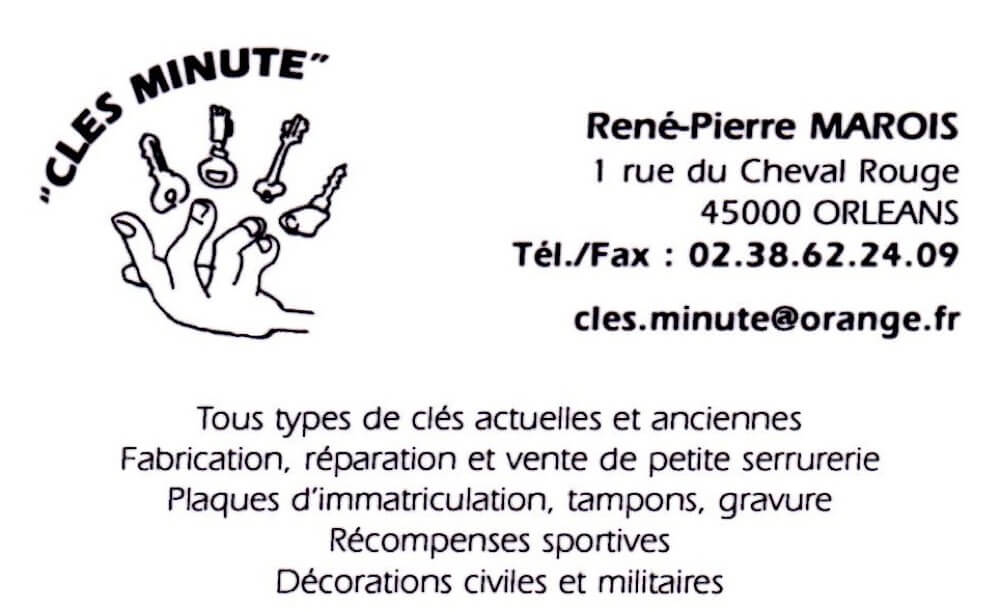 "CLES MINUTE"
René-Pierre MAROIS
1 rue du Cheval Rouge
45000 ORLEANS
Tél./Fax : 02.38.62.24.09
cles.minute@orange.fr
Tous types de clés actuelles et anciennes
Fabrication, réparation et vente de petite serrurerie
Plaques d'immatriculation, tampons, gravure
Récompenses sportives
Décorations civiles et militaires